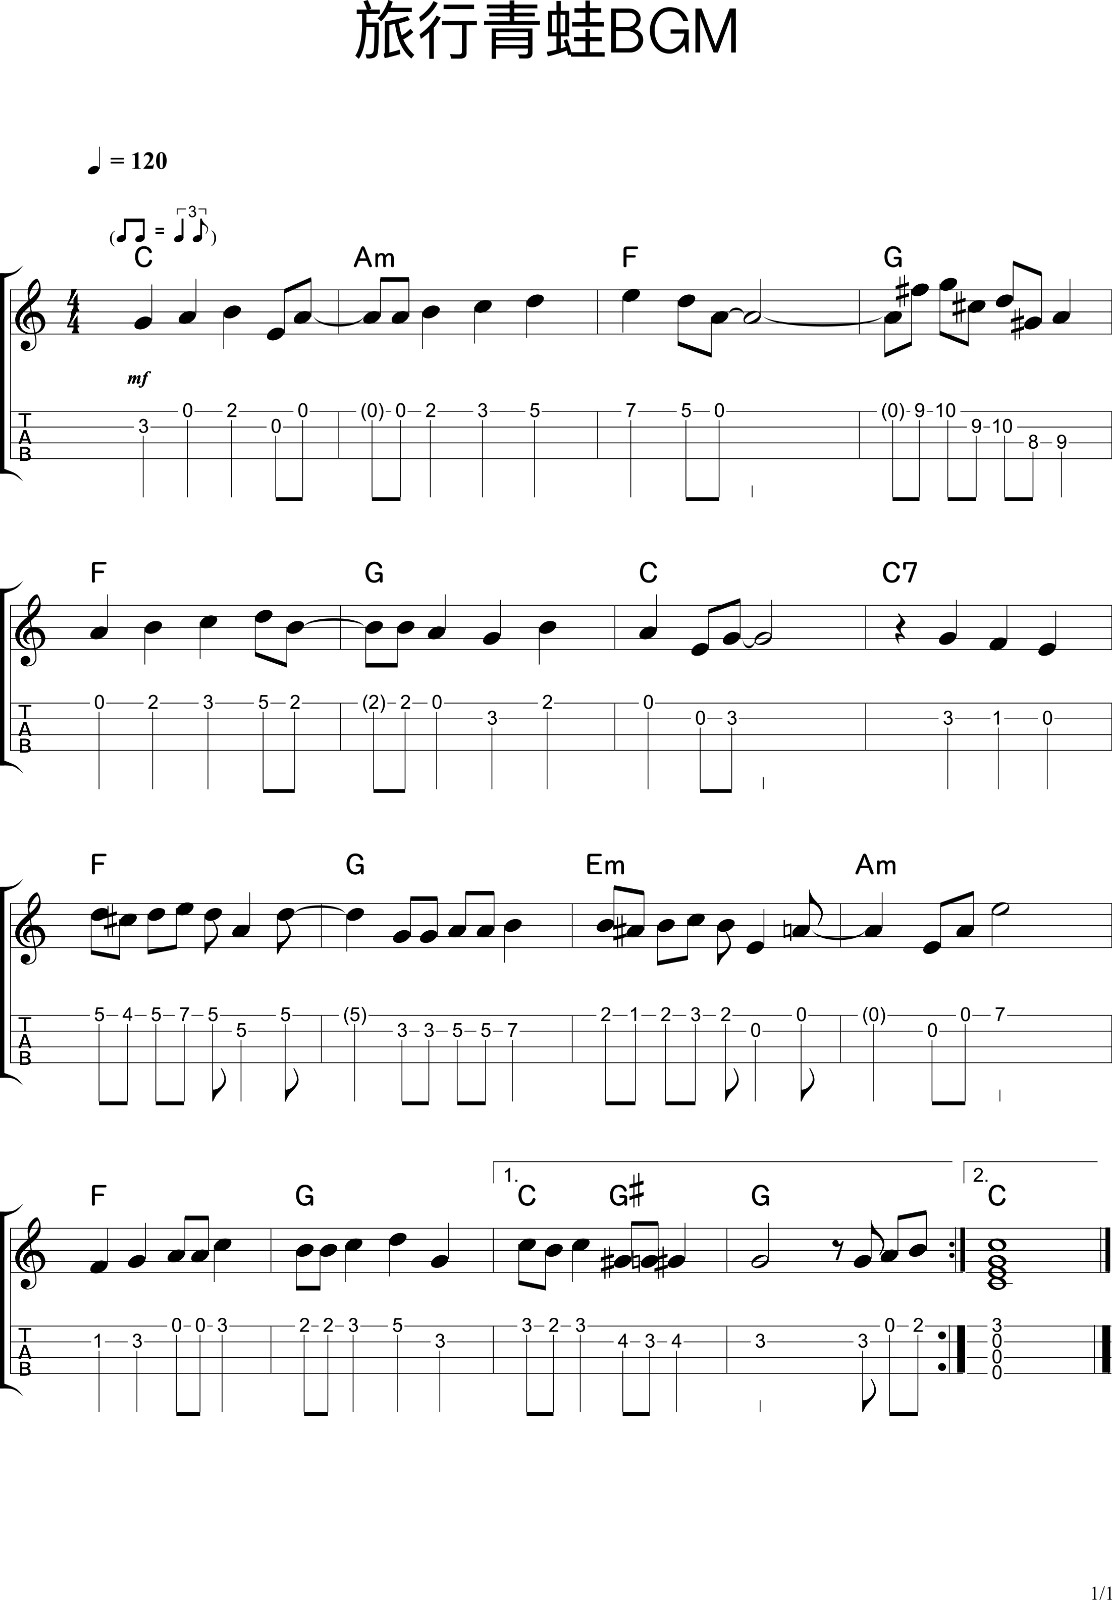 旅行青蛙BGM
= 120
( = 3 )
C Am F G
4 4
mf
T A B
3 0 2 0 0 (0) 0 2 3 5 7 5 0 (0) 9 10 9 10 8 9
F G C C7
T A B
0 2 3 5 2 (2) 2 0 3 2 0 0 3 3 1 0
F G Em Am
T A B
5 4 5 7 5 5 5 (5) 3 3 5 5 7 2 1 2 3 2 0 0 (0) 0 0 7
1. 2.
F G C G# G C
T A B
1 3 0 0 3 2 2 3 5 3 3 2 3 4 3 4 3 3 0 2 3 0 0 0
1/1